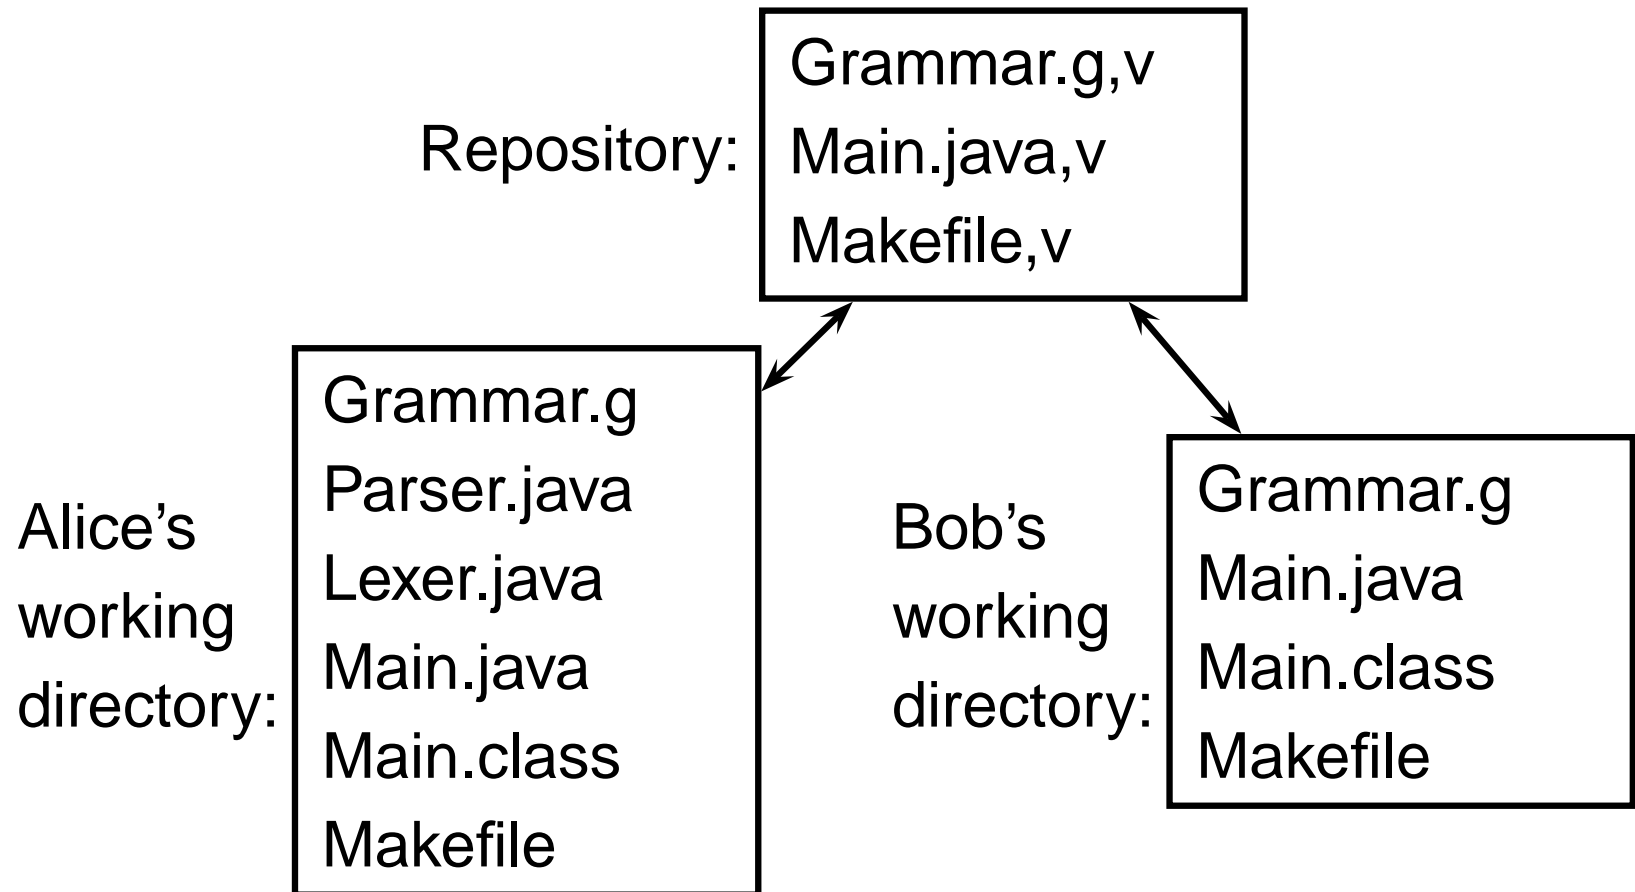 Repository:
Grammar.g,v
Main.java,v
Makefile,v
Alice’s
working
directory:
Grammar.g
Parser.java
Lexer.java
Main.java
Main.class
Makefile
Bob’s
working
directory:
Grammar.g
Main.java
Main.class
Makefile